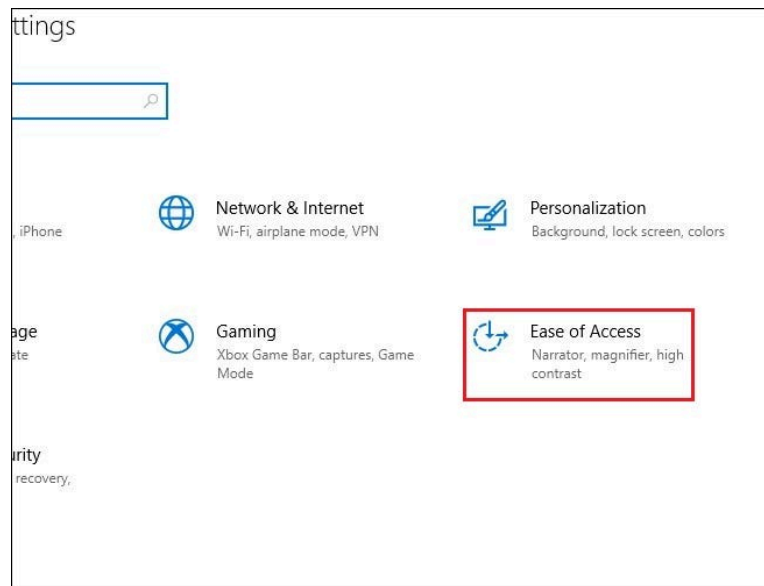 ttings
Network & Internet
Wi-Fi, airplane mode, VPN
Personalization
Background, lock screen, colors
, iPhone
age
ate
Gaming
Xbox Game Bar, captures, Game
Mode
Ease of Access
Narrator, magnifier, high
contrast
urity
recovery,